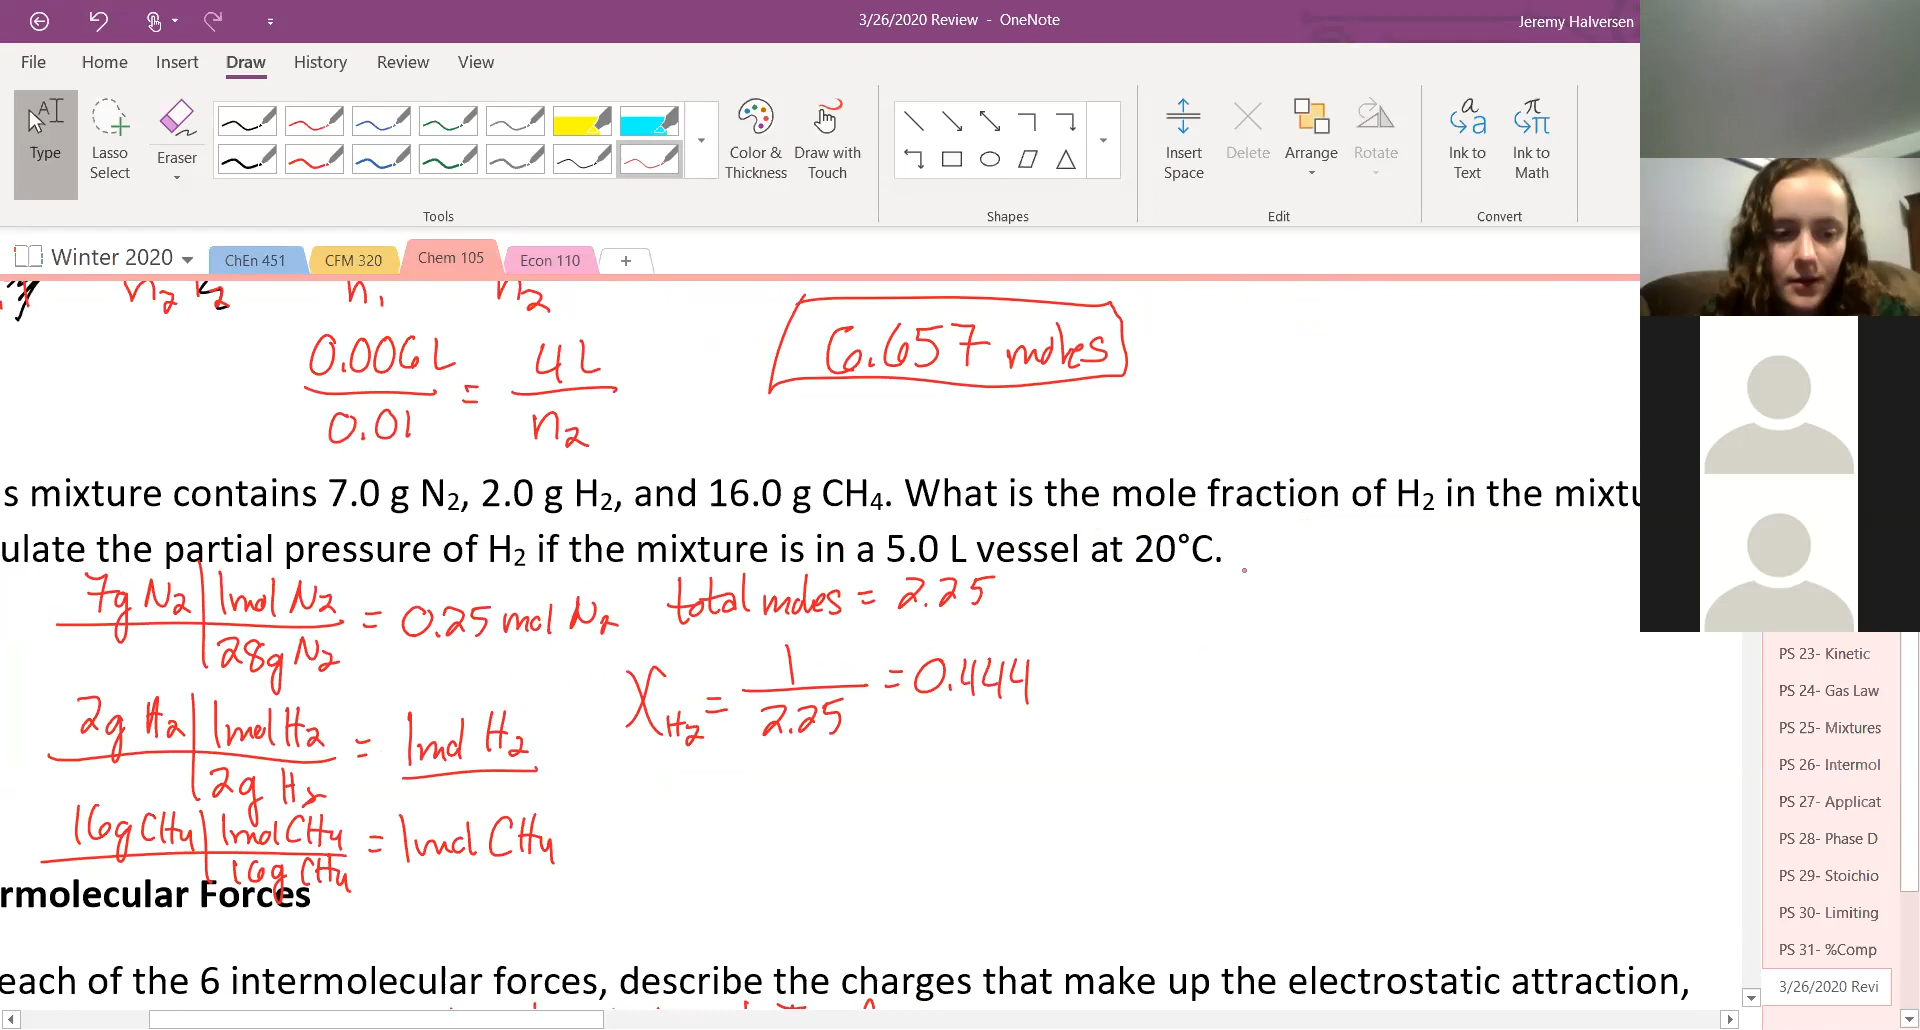 3/26/2020 Review - OneNote
Jeremy Halversen
File Home Insert Draw History Review View
Type
Lasso Select
Eraser
Color & Thickness
Draw with Touch
Insert Space
Delete
Arrange
Rotate
Ink to Text
Ink to Math
Tools
Shapes
Edit
Convert
Winter 2020 ChEn 451 CFM 320 Chem 105 Econ 110 +
n₂ n₁ n₂
0.006 L / 0.01 = 4 L / n₂
6.657 moles
s mixture contains 7.0 g N₂, 2.0 g H₂, and 16.0 g CH₄. What is the mole fraction of H₂ in the mixtu
ulate the partial pressure of H₂ if the mixture is in a 5.0 L vessel at 20°C.
7g N₂ | 1mol N₂ / 28g N₂ = 0.25 mol N₂
total moles = 2.25
X H₂ = 1 / 2.25 = 0.444
2g H₂ | 1mol H₂ / 2g H₂ = 1mol H₂
16g CH₄ | 1mol CH₄ / 16g CH₄ = 1mol CH₄
rmolecular Forces
each of the 6 intermolecular forces, describe the charges that make up the electrostatic attraction,
PS 23- Kinetic
PS 24- Gas Law
PS 25- Mixtures
PS 26- Intermol
PS 27- Applicat
PS 28- Phase D
PS 29- Stoichio
PS 30- Limiting
PS 31- %Comp
3/26/2020 Revi